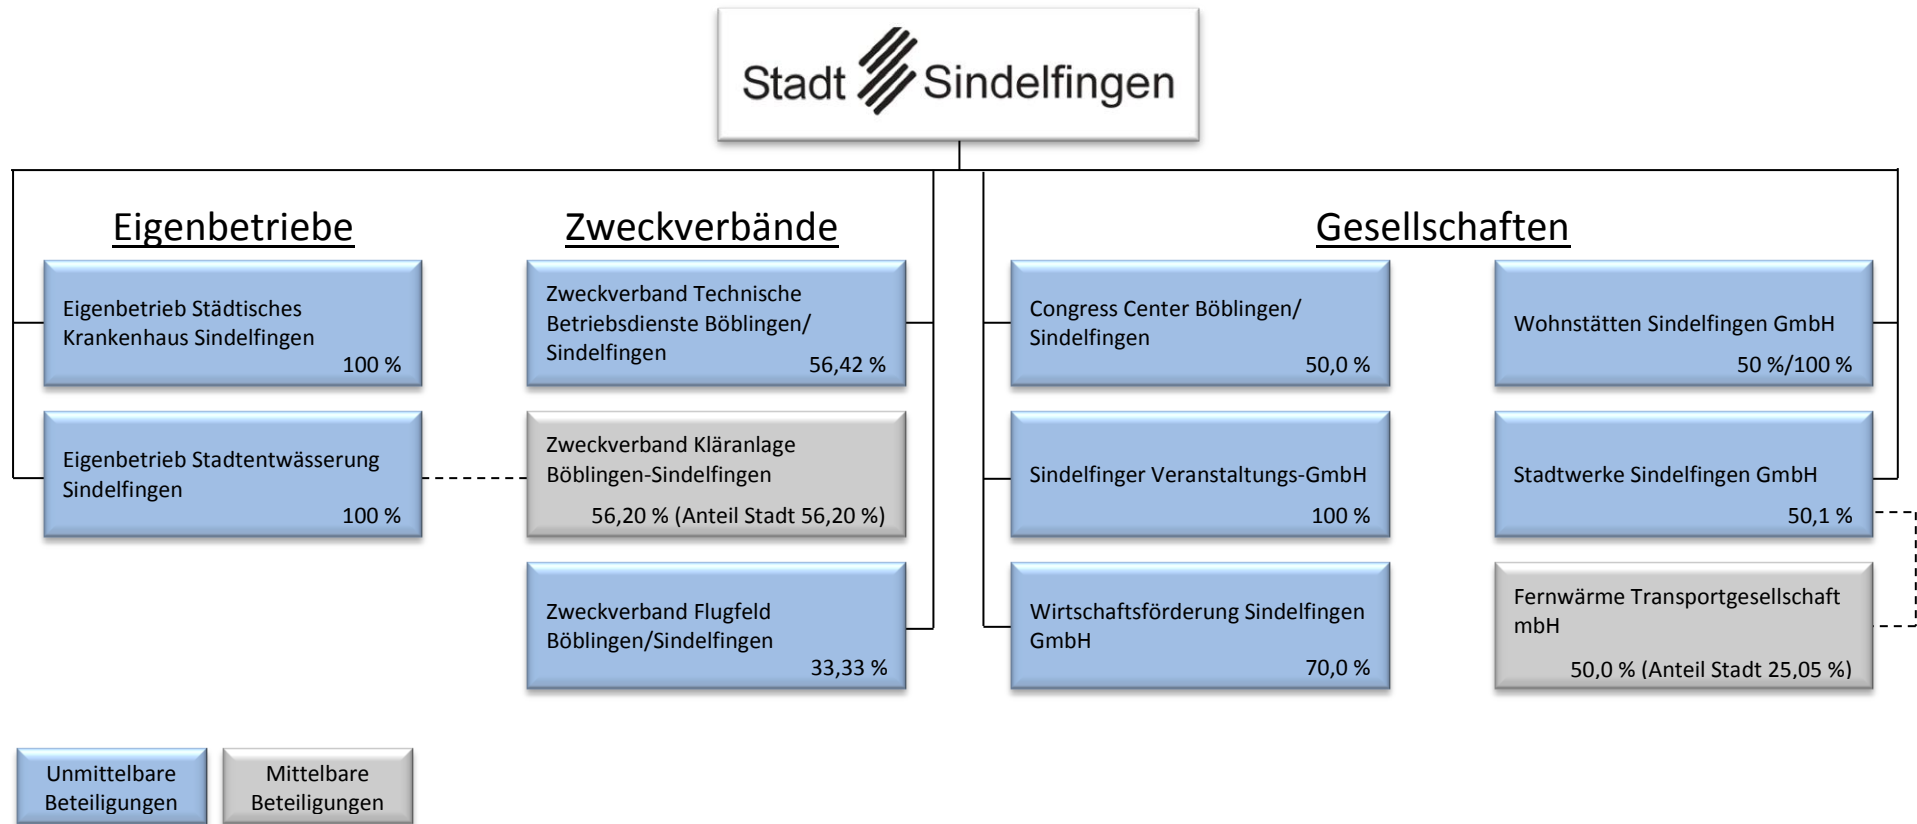 Stadt Sindelfingen
Eigenbetriebe
Eigenbetrieb Städtisches
Krankenhaus Sindelfingen
100 %
Eigenbetrieb Stadtentwässerung
Sindelfingen
100 %
Zweckverbände
Zweckverband Technische
Betriebsdienste Böblingen/
Sindelfingen
56,42 %
Zweckverband Kläranlage
Böblingen-Sindelfingen
56,20 % (Anteil Stadt 56,20 %)
Zweckverband Flugfeld
Böblingen/Sindelfingen
33,33 %
Gesellschaften
Congress Center Böblingen/
Sindelfingen
50,0 %
Sindelfinger Veranstaltungs-GmbH
100 %
Wirtschaftsförderung Sindelfingen
GmbH
70,0 %
Wohnstätten Sindelfingen GmbH
50 %/100 %
Stadtwerke Sindelfingen GmbH
50,1 %
Fernwärme Transportgesellschaft
mbH
50,0 % (Anteil Stadt 25,05 %)
Unmittelbare
Beteiligungen
Mittelbare
Beteiligungen